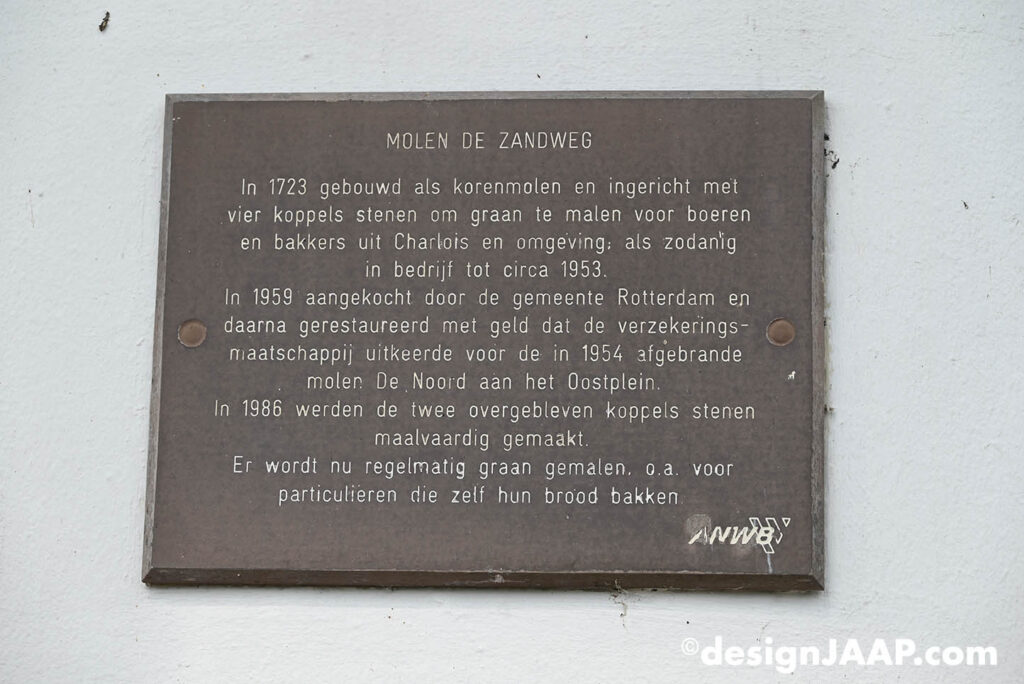 MOLEN DE ZANDWEG
In 1723 gebouwd als korenmolen en ingericht met
vier koppels stenen om graan te malen voor boeren
en bakkers uit Charlois en omgeving; als zodanig
in bedrijf tot circa 1953.
In 1959 aangekocht door de gemeente Rotterdam en
daarna gerestaureerd met geld dat de verzekerings-
maatschappij uitkeerde voor de in 1954 afgebrande
molen De Noord aan het Oostplein.
In 1986 werden de twee overgebleven koppels stenen
maalvaardig gemaakt.
Er wordt nu regelmatig graan gemalen, o.a. voor
particulieren die zelf hun brood bakken
ANWB
©designJAAP.com